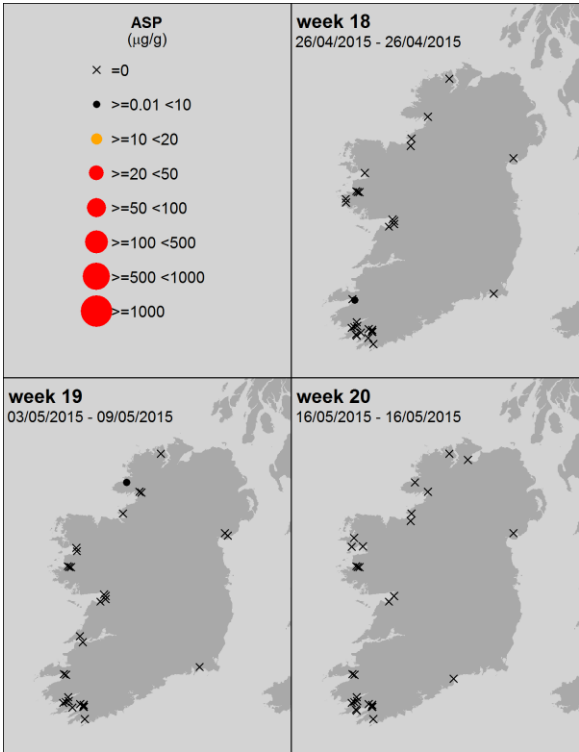 ASP
(µg/g)
=0
>=0.01 <10
>=10 <20
>=20 <50
>=50 <100
>=100 <500
>=500 <1000
>=1000
week 18
26/04/2015 - 26/04/2015
week 19
03/05/2015 - 09/05/2015
week 20
16/05/2015 - 16/05/2015